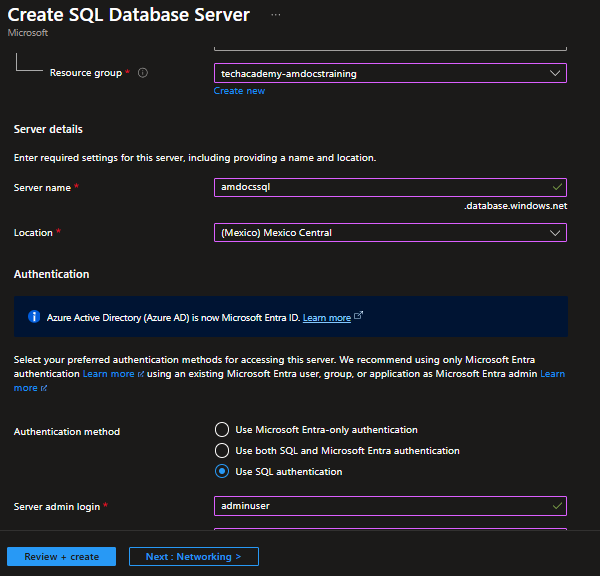 Create SQL Database Server ...
Microsoft
Resource group *
techacademy-amdocstraining
Create new
Server details
Enter required settings for this server, including providing a name and location.
Server name *
amdocssql
.database.windows.net
Location *
(Mexico) Mexico Central
Authentication
Azure Active Directory (Azure AD) is now Microsoft Entra ID. Learn more
Select your preferred authentication methods for accessing this server. We recommend using only Microsoft Entra
authentication Learn more using an existing Microsoft Entra user, group, or application as Microsoft Entra admin Learn
more
Authentication method
Use Microsoft Entra-only authentication
Use both SQL and Microsoft Entra authentication
Use SQL authentication
Server admin login *
adminuser
Review + create
Next : Networking >